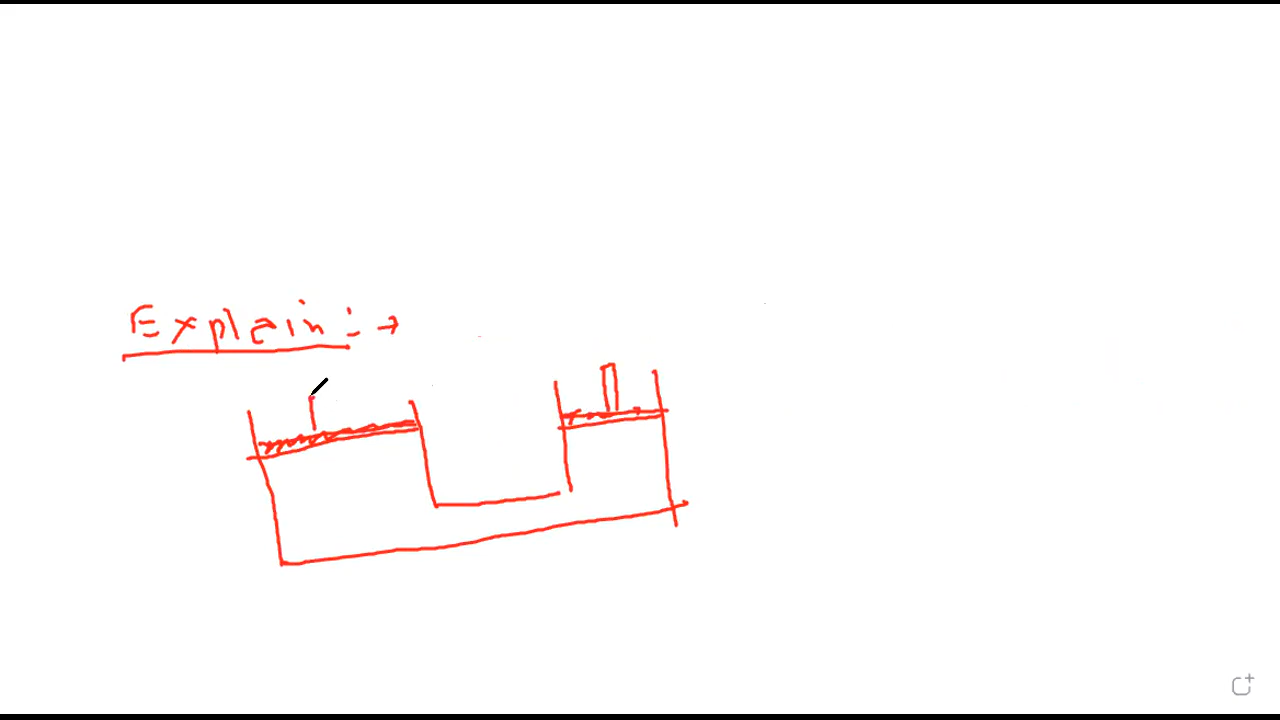 Explain : →